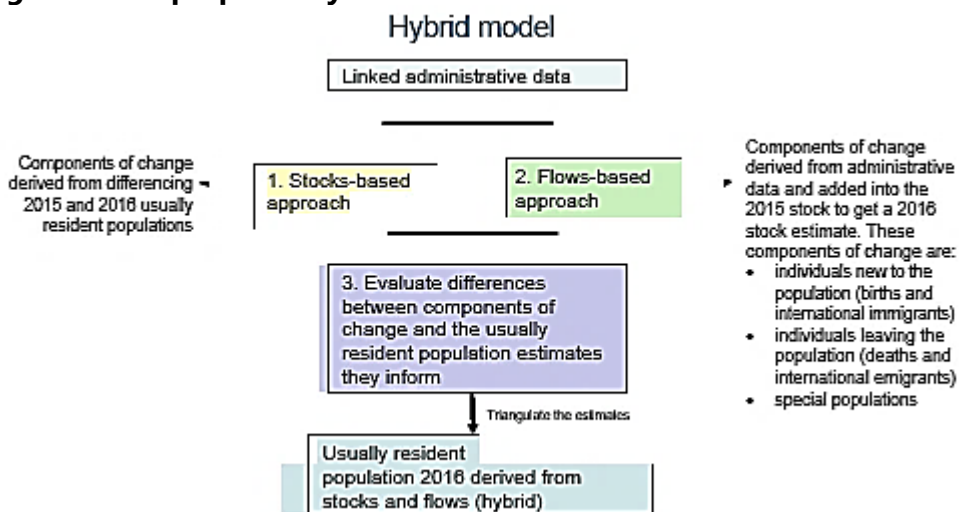 Hybrid model
Linked administrative data
Components of change
derived from differencing
2015 and 2016 usually
resident populations
1. Stocks-based
approach
2. Flows-based
approach
Components of change
derived from administrative
data and added into the
2015 stock to get a 2016
stock estimate. These
components of change are:
• individuals new to the
population (births and
international immigrants)
• individuals leaving the
population (deaths and
international emigrants)
• special populations
3. Evaluate differences
between components of
change and the usually
resident population estimates
they inform
Triangulate the estimates
Usually resident
population 2016 derived from
stocks and flows (hybrid)